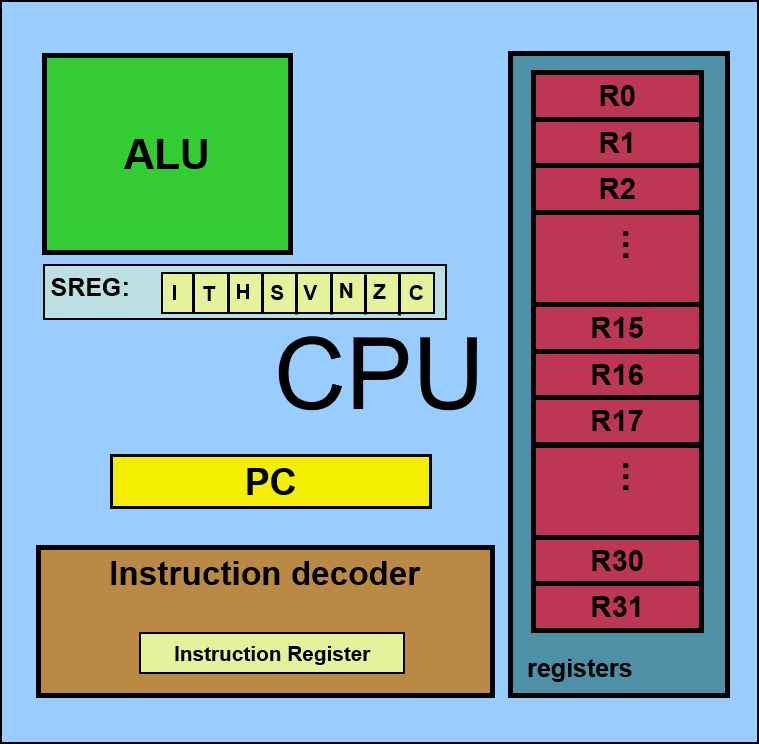 ALU
SREG: I T H S V N Z C
CPU
PC
Instruction decoder
Instruction Register
R0
R1
R2
⋮
R15
R16
R17
⋮
R30
R31
registers